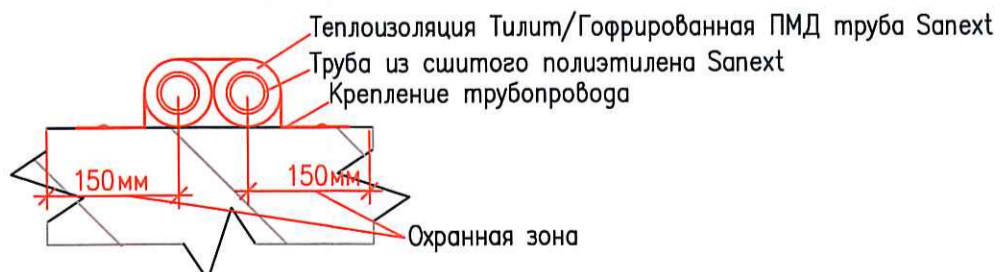 Теплоизоляция Тилит/Гофрированная ПМД труба Sanext
Труба из сшитого полиэтилена Sanext
Крепление трубопровода
150мм 150мм
Охранная зона